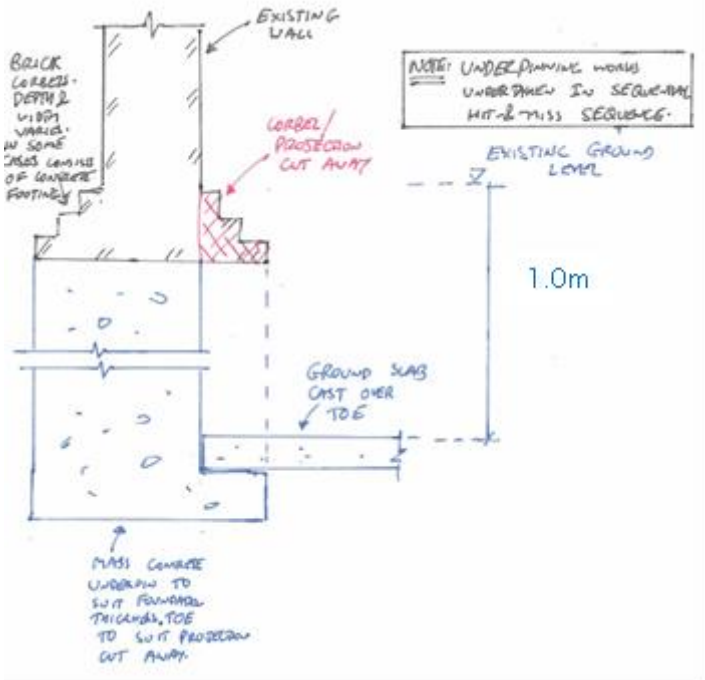 EXISTING
WALL
BRICK
CORBELS.
DEPTH &
WIDTH
VARIES.
IN SOME
CASES CONSIST
OF CONCRETE
FOOTING
CORBEL/
PROJECTION
CUT AWAY
NOTE: UNDERPINNING WORKS
UNDERTAKEN IN SEQUENTIAL
HIT & MISS SEQUENCE.
EXISTING GROUND
LEVEL
1.0m
GROUND SLAB
CAST OVER
TOE
MASS CONCRETE
UNDERPIN TO
SUIT FOUNDATION
THICKNESS, TOE
TO SUIT PROJECTION
CUT AWAY.